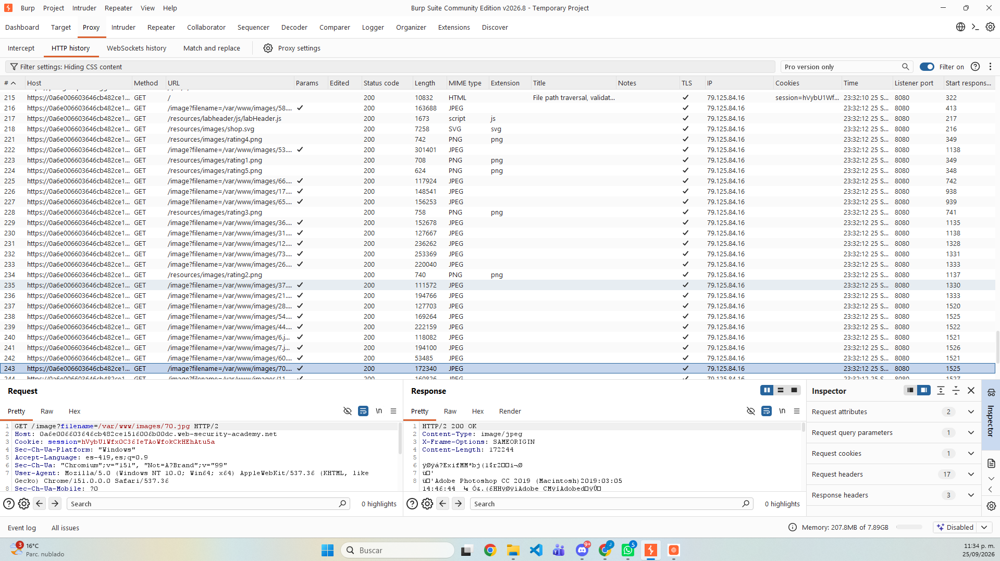 Burp Project Intruder Repeater View Help Burp Suite Community Edition v2026.8 - Temporary Project
Dashboard Target Proxy Intruder Repeater Collaborator Sequencer Decoder Comparer Logger Organizer Extensions Discover
Intercept HTTP history WebSockets history Match and replace Proxy settings
Filter settings: Hiding CSS content Pro version only Filter on
# Host Method URL Params Edited Status code Length MIME type Extension Title Notes TLS IP Cookies Time Listener port Start respons...
215 https://0a6e006603646cb482ce1... GET / 200 10832 HTML File path traversal, validat... ✓ 79.125.84.16 session=hVybU1Wf... 23:32:10 25 S... 8080 322
216 https://0a6e006603646cb482ce1... GET /image?filename=/var/www/images/58.... ✓ 200 163688 JPEG ✓ 79.125.84.16 23:32:12 25 S... 8080 413
217 https://0a6e006603646cb482ce1... GET /resources/labheader/js/labHeader.js 200 1673 script js ✓ 79.125.84.16 23:32:12 25 S... 8080 217
218 https://0a6e006603646cb482ce1... GET /resources/images/shop.svg 200 7258 SVG svg ✓ 79.125.84.16 23:32:12 25 S... 8080 216
221 https://0a6e006603646cb482ce1... GET /resources/images/rating4.png 200 742 PNG png ✓ 79.125.84.16 23:32:12 25 S... 8080 349
222 https://0a6e006603646cb482ce1... GET /image?filename=/var/www/images/53.... ✓ 200 301401 JPEG ✓ 79.125.84.16 23:32:12 25 S... 8080 1138
223 https://0a6e006603646cb482ce1... GET /resources/images/rating1.png 200 708 PNG png ✓ 79.125.84.16 23:32:12 25 S... 8080 349
224 https://0a6e006603646cb482ce1... GET /resources/images/rating5.png 200 624 PNG png ✓ 79.125.84.16 23:32:12 25 S... 8080 348
225 https://0a6e006603646cb482ce1... GET /image?filename=/var/www/images/66.... ✓ 200 117924 JPEG ✓ 79.125.84.16 23:32:12 25 S... 8080 742
226 https://0a6e006603646cb482ce1... GET /image?filename=/var/www/images/17.... ✓ 200 148541 JPEG ✓ 79.125.84.16 23:32:12 25 S... 8080 938
227 https://0a6e006603646cb482ce1... GET /image?filename=/var/www/images/65.... ✓ 200 156253 JPEG ✓ 79.125.84.16 23:32:12 25 S... 8080 939
228 https://0a6e006603646cb482ce1... GET /resources/images/rating3.png 200 758 PNG png ✓ 79.125.84.16 23:32:12 25 S... 8080 741
229 https://0a6e006603646cb482ce1... GET /image?filename=/var/www/images/36.... ✓ 200 152678 JPEG ✓ 79.125.84.16 23:32:12 25 S... 8080 1135
230 https://0a6e006603646cb482ce1... GET /image?filename=/var/www/images/31.... ✓ 200 127667 JPEG ✓ 79.125.84.16 23:32:12 25 S... 8080 1138
231 https://0a6e006603646cb482ce1... GET /image?filename=/var/www/images/12.... ✓ 200 236262 JPEG ✓ 79.125.84.16 23:32:12 25 S... 8080 1328
232 https://0a6e006603646cb482ce1... GET /image?filename=/var/www/images/73.... ✓ 200 253369 JPEG ✓ 79.125.84.16 23:32:12 25 S... 8080 1331
233 https://0a6e006603646cb482ce1... GET /image?filename=/var/www/images/26.... ✓ 200 220040 JPEG ✓ 79.125.84.16 23:32:12 25 S... 8080 1333
234 https://0a6e006603646cb482ce1... GET /resources/images/rating2.png 200 740 PNG png ✓ 79.125.84.16 23:32:12 25 S... 8080 1137
235 https://0a6e006603646cb482ce1... GET /image?filename=/var/www/images/37.... ✓ 200 111572 JPEG ✓ 79.125.84.16 23:32:12 25 S... 8080 1330
236 https://0a6e006603646cb482ce1... GET /image?filename=/var/www/images/21.... ✓ 200 194766 JPEG ✓ 79.125.84.16 23:32:12 25 S... 8080 1333
237 https://0a6e006603646cb482ce1... GET /image?filename=/var/www/images/28.... ✓ 200 127703 JPEG ✓ 79.125.84.16 23:32:12 25 S... 8080 1520
238 https://0a6e006603646cb482ce1... GET /image?filename=/var/www/images/54.... ✓ 200 169264 JPEG ✓ 79.125.84.16 23:32:12 25 S... 8080 1525
239 https://0a6e006603646cb482ce1... GET /image?filename=/var/www/images/44.... ✓ 200 222159 JPEG ✓ 79.125.84.16 23:32:12 25 S... 8080 1522
240 https://0a6e006603646cb482ce1... GET /image?filename=/var/www/images/6.j... ✓ 200 118082 JPEG ✓ 79.125.84.16 23:32:12 25 S... 8080 1521
241 https://0a6e006603646cb482ce1... GET /image?filename=/var/www/images/7.j... ✓ 200 194100 JPEG ✓ 79.125.84.16 23:32:12 25 S... 8080 1526
242 https://0a6e006603646cb482ce1... GET /image?filename=/var/www/images/60.... ✓ 200 53485 JPEG ✓ 79.125.84.16 23:32:12 25 S... 8080 1521
243 https://0a6e006603646cb482ce1... GET /image?filename=/var/www/images/70.... ✓ 200 172340 JPEG ✓ 79.125.84.16 23:32:12 25 S... 8080 1525
244 https://0a6e006603646cb482ce1... GET /image?filename=/var/www/images/11.... ✓ 200 160826 JPEG ✓ 79.125.84.16 23:32:12 25 S... 8080 1527
Request
Pretty Raw Hex \n
1 GET /image?filename=/var/www/images/70.jpg HTTP/2
2 Host: 0a6e006603646cb482ce1516006b00dc.web-security-academy.net
3 Cookie: session=hVybU1WfxOC36IeTAoWfokCkHEhAtu5a
4 Sec-Ch-Ua-Platform: "Windows"
5 Accept-Language: es-419,es;q=0.9
6 Sec-Ch-Ua: "Chromium";v="151", "Not=A?Brand";v="99"
7 User-Agent: Mozilla/5.0 (Windows NT 10.0; Win64; x64) AppleWebKit/537.36 (KHTML, like
Gecko) Chrome/151.0.0.0 Safari/537.36
8 Sec-Ch-Ua-Mobile: ?0
Search 0 highlights
Response
Pretty Raw Hex Render \n
1 HTTP/2 200 OK
2 Content-Type: image/jpeg
3 X-Frame-Options: SAMEORIGIN
4 Content-Length: 172244
5
6 ÿØÿá?ExifMM*bj(1$r2i¬Ø
7 ü'
8 ü'Adobe Photoshop CC 2019 (Macintosh)2019:03:05
14:46:44
Search 0 highlights
Inspector
Request attributes 2
Request query parameters 1
Request cookies 1
Request headers 17
Response headers 3
Inspector
Event log All issues Memory: 207.8MB of 7.89GB Disabled
3 16°C
Parc. nublado
Buscar
9+ J 5
11:34 p. m.
25/09/2026